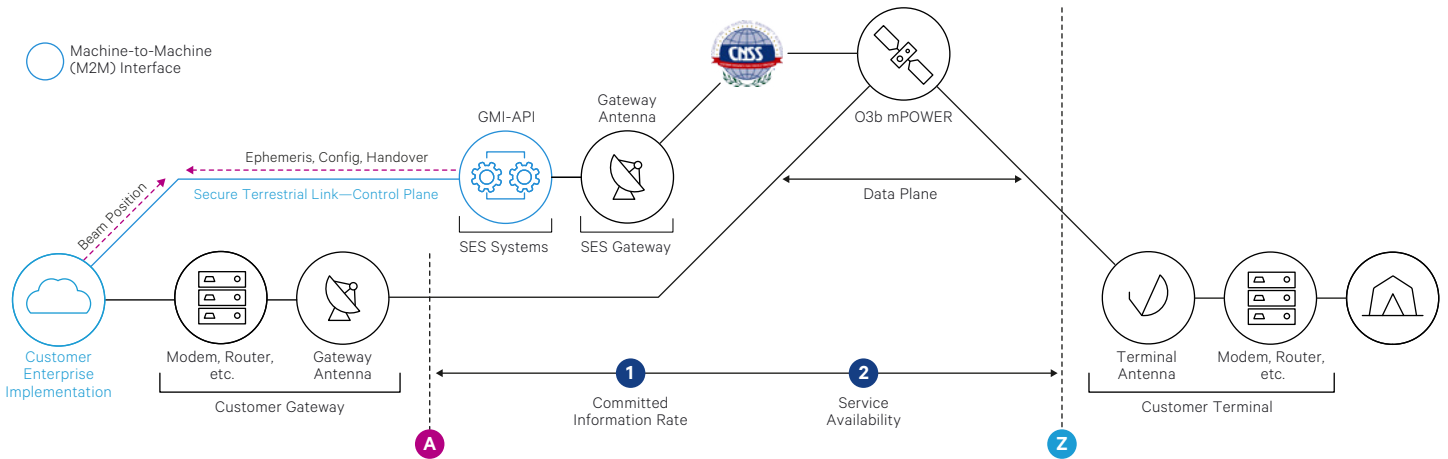 Machine-to-Machine
(M2M) Interface
CNSS
O3b mPOWER
Gateway
Antenna
GMI-API
Ephemeris, Config, Handover
Secure Terrestrial Link—Control Plane
Beam Position
Data Plane
SES Systems
SES Gateway
Customer
Enterprise
Implementation
Modem, Router,
etc.
Gateway
Antenna
Customer Gateway
Terminal
Antenna
Modem, Router,
etc.
Customer Terminal
1
Committed
Information Rate
2
Service
Availability
A
Z